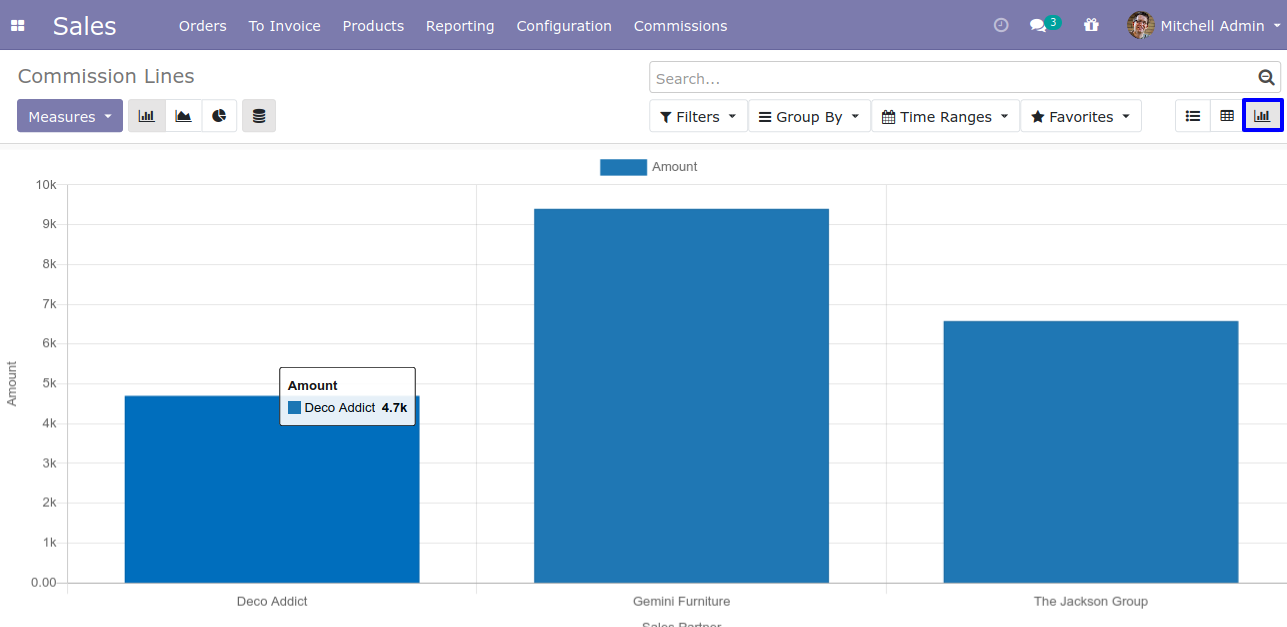 Sales Orders To Invoice Products Reporting Configuration Commissions 3 Mitchell Admin
Commission Lines
Search...
Measures
Filters Group By Time Ranges Favorites
Amount
10k
9k
8k
7k
6k
5k
4k
3k
2k
1k
0.00
Amount
Amount
Deco Addict 4.7k
Deco Addict Gemini Furniture The Jackson Group
Sales Partner